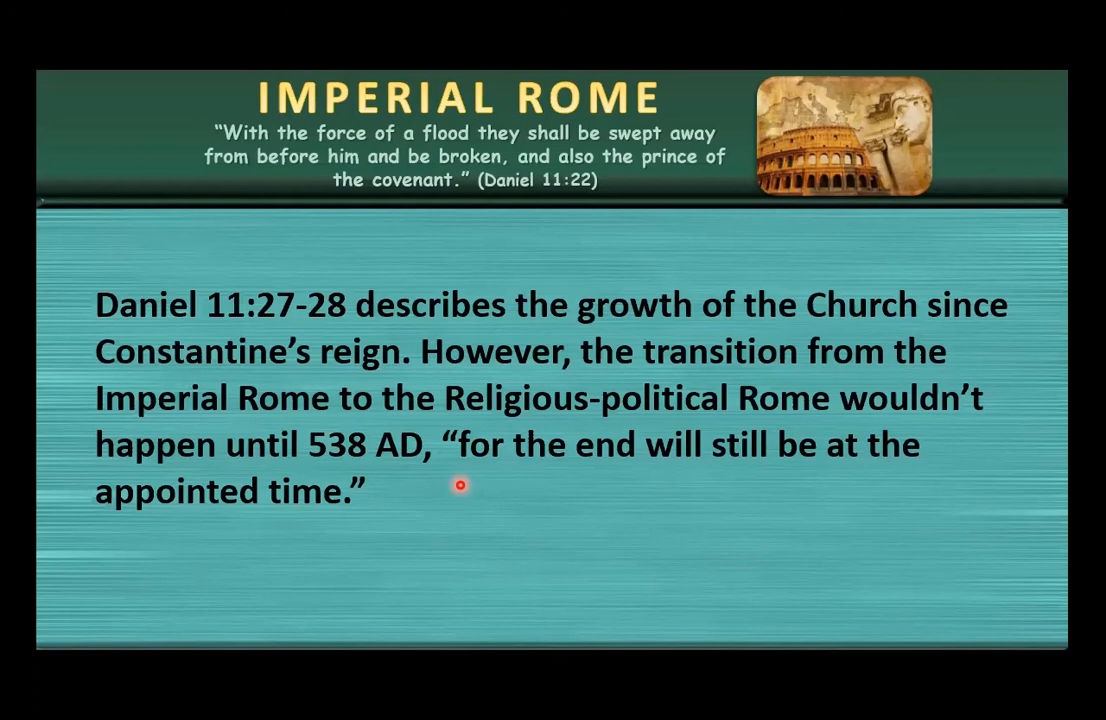 IMPERIAL ROME
“With the force of a flood they shall be swept away
from before him and be broken, and also the prince of
the covenant.” (Daniel 11:22)
Daniel 11:27-28 describes the growth of the Church since
Constantine’s reign. However, the transition from the
Imperial Rome to the Religious-political Rome wouldn’t
happen until 538 AD, “for the end will still be at the
appointed time.”